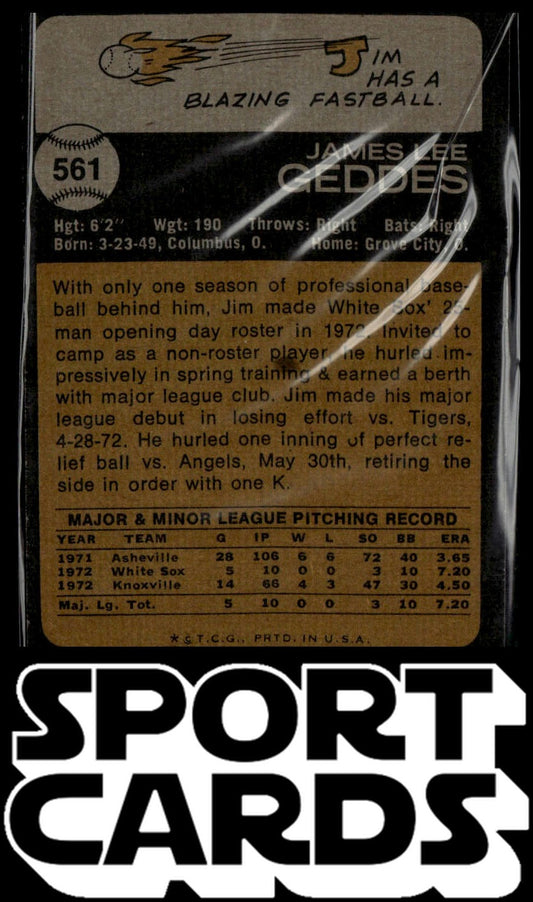 JIM
HAS A
BLAZING FASTBALL.
561
JAMES LEE
GEDDES
Hgt: 6'2" Wgt: 190 Throws: Right Bats: Right
Born: 3-23-49, Columbus, O. Home: Grove City, O.
With only one season of professional base-
ball behind him, Jim made White Sox' 25-
man opening day roster in 1972. Invited to
camp as a non-roster player, he hurled im-
pressively in spring training & earned a berth
with major league club. Jim made his major
league debut in losing effort vs. Tigers,
4-28-72. He hurled one inning of perfect re-
lief ball vs. Angels, May 30th, retiring the
side in order with one K.
MAJOR & MINOR LEAGUE PITCHING RECORD
YEAR TEAM G IP W L SO BB ERA
1971 Asheville 28 106 6 6 72 40 3.65
1972 White Sox 5 10 0 0 3 10 7.20
1972 Knoxville 14 66 4 3 47 30 4.50
Maj. Lg. Tot. 5 10 0 0 3 10 7.20
★ © T.C.G., PRTD. IN U.S.A.
SPORT
CARDS